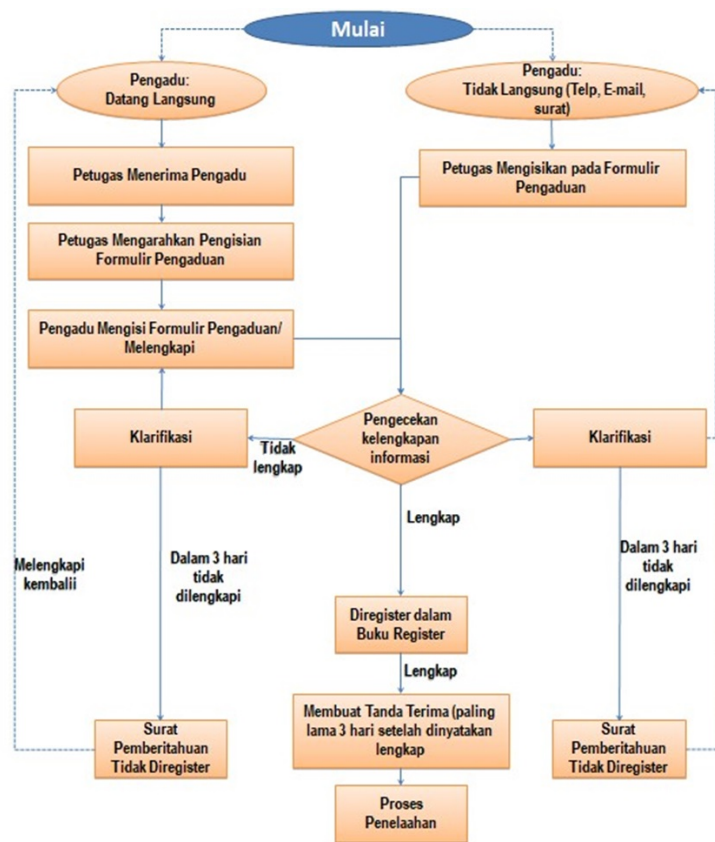 Mulai
Pengadu:
Datang Langsung
Pengadu:
Tidak Langsung (Telp, E-mail,
surat)
Petugas Menerima Pengadu
Petugas Mengisikan pada Formulir
Pengaduan
Petugas Mengarahkan Pengisian
Formulir Pengaduan
Pengadu Mengisi Formulir Pengaduan/
Melengkapi
Klarifikasi
Tidak
lengkap
Pengecekan
kelengkapan
informasi
Klarifikasi
Lengkap
Melengkapi
kembalii
Dalam 3 hari
tidak
dilengkapi
Dalam 3 hari
tidak
dilengkapi
Diregister dalam
Buku Register
Lengkap
Membuat Tanda Terima (paling
lama 3 hari setelah dinyatakan
lengkap
Surat
Pemberitahuan
Tidak Diregister
Surat
Pemberitahuan
Tidak Diregister
Proses
Penelaahan